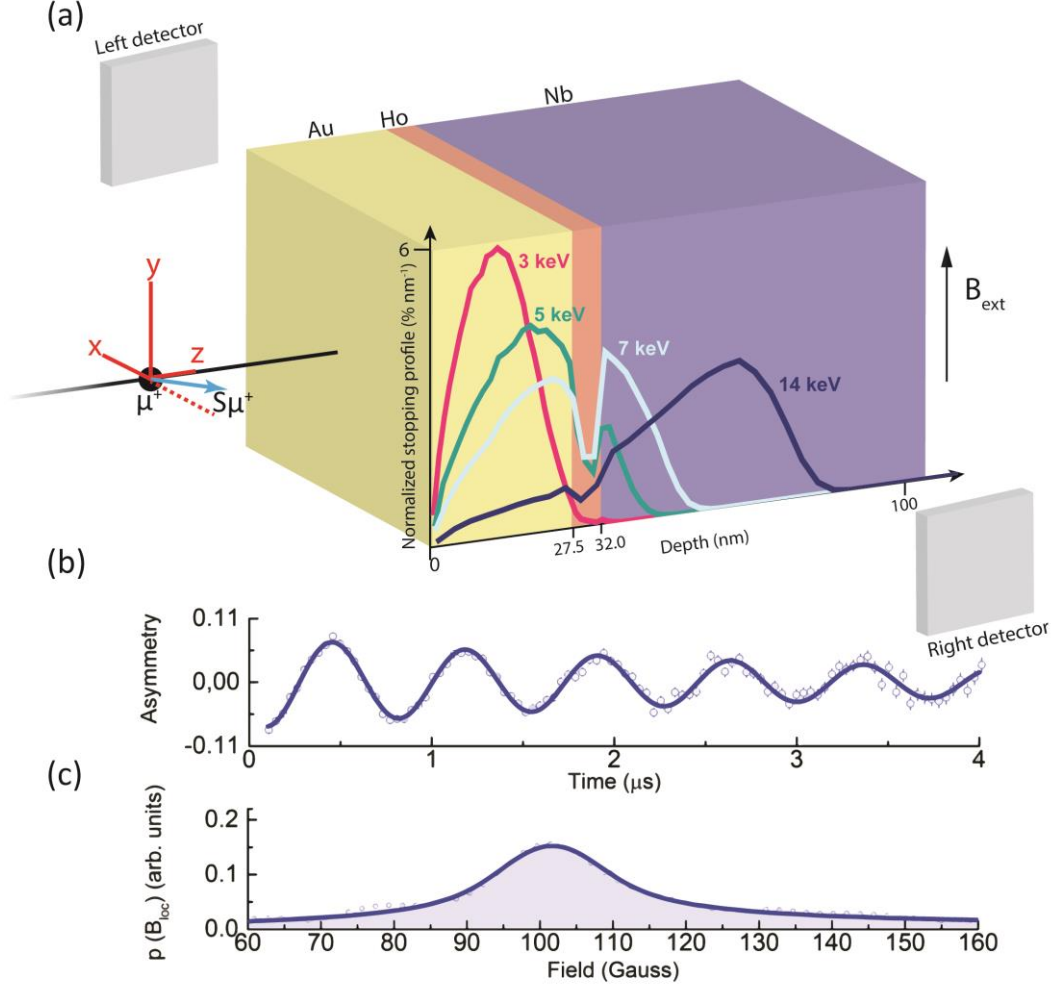 (a)
Left detector
Au
Ho
Nb
6
Normalized stopping profile (% nm⁻¹)
3 keV
5 keV
7 keV
14 keV
y
x
z
μ⁺
Sμ⁺
B_ext
0
27.5
32.0
Depth (nm)
100
Right detector
(b)
Asymmetry
0.11
0,00
-0.11
0 1 2 3 4
Time (μs)
(c)
p (B_loc) (arb. units)
0.2
0.1
0.0
60 70 80 90 100 110 120 130 140 150 160
Field (Gauss)